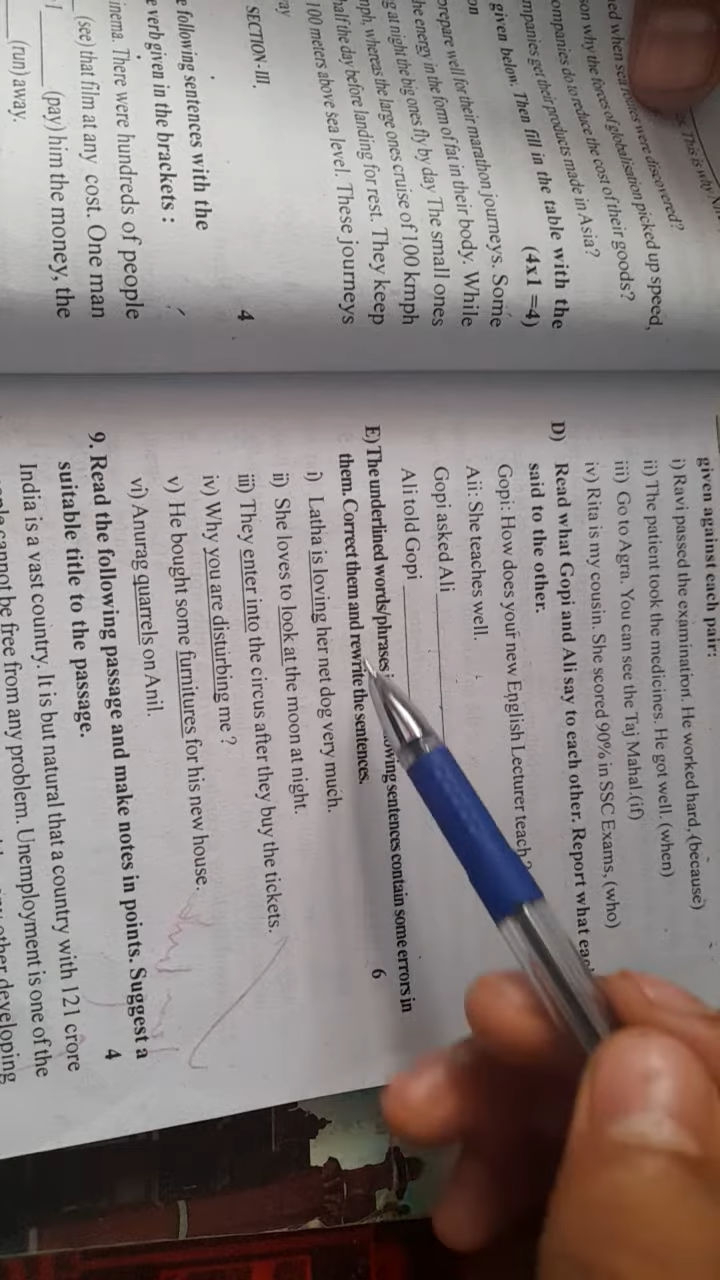 en. This is why
ned when sea routes were discovered?
son why the forces of globalisation picked up speed,
ompanies do to reduce the cost of their goods?
mpanies get their products made in Asia?
given below. Then fill in the table with the
(4x1 =4)
on
prepare well for their marathon journeys. Some
he energy in the form of fat in their body. While
g at night the big ones fly by day The small ones
mph, whereas the large ones cruise of 100 kmph
half the day before landing for rest. They keep
100 meters above sea level. These journeys
ay
SECTION-III.
4
e following sentences with the
e verb given in the brackets :
inema. There were hundreds of people
(see) that film at any cost. One man
(pay) him the money, the
(run) away.
given against each pair:
i) Ravi passed the examination. He worked hard, (because)
ii) The patient took the medicines. He got well. (when)
iii) Go to Agra. You can see the Taj Mahal.(if)
iv) Rita is my cousin. She scored 90% in SSC Exams, (who)
D) Read what Gopi and Ali say to each other. Report what eac
said to the other.
Gopi: How does your new English Lecturer teach ?
Aii: She teaches well.
Gopi asked Ali
Ali told Gopi
E) The underlined words/phrases i owing sentences contain some errors in
them. Correct them and rewrite the sentences. 6
i) Latha is loving her net dog very much.
ii) She loves to look at the moon at night.
iii) They enter into the circus after they buy the tickets.
iv) Why you are disturbing me ?
v) He bought some furnitures for his new house.
vi) Anurag quarrels on Anil.
9. Read the following passage and make notes in points. Suggest a
suitable title to the passage. 4
India is a vast country. It is but natural that a country with 121 crore
people cannot be free from any problem. Unemployment is one of the
other developing